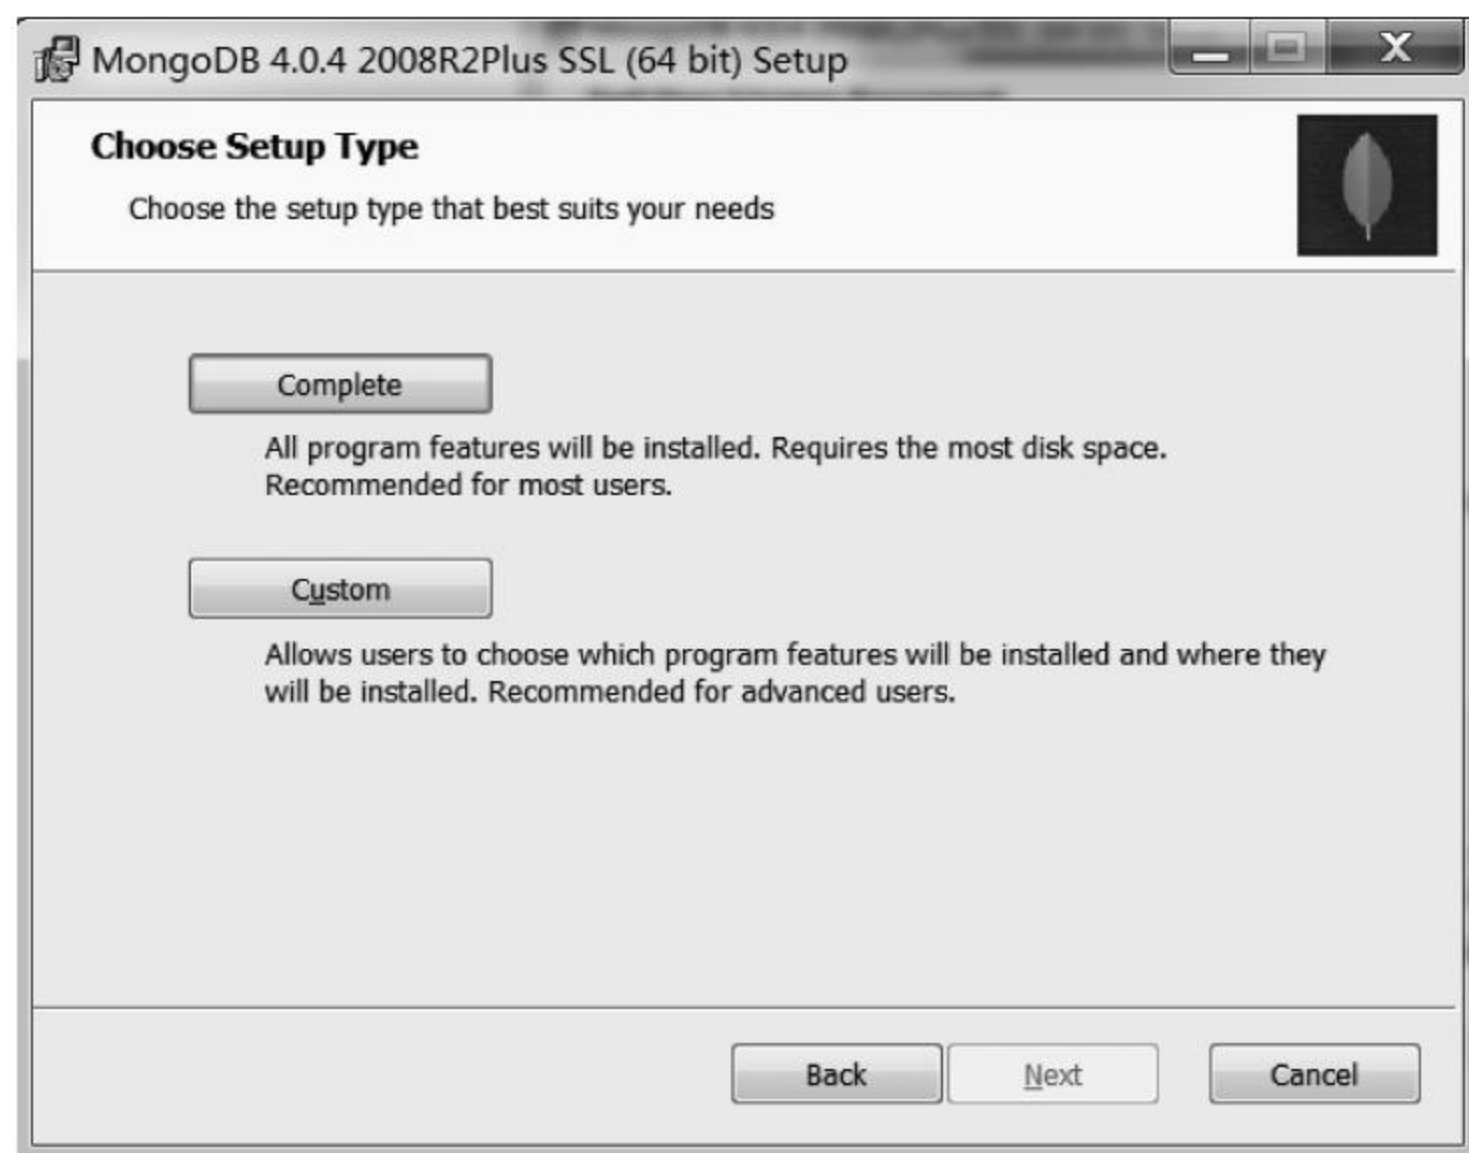 MongoDB 4.0.4 2008R2Plus SSL (64 bit) Setup
Choose Setup Type
Choose the setup type that best suits your needs
Complete
All program features will be installed. Requires the most disk space.
Recommended for most users.
Custom
Allows users to choose which program features will be installed and where they
will be installed. Recommended for advanced users.
Back
Next
Cancel